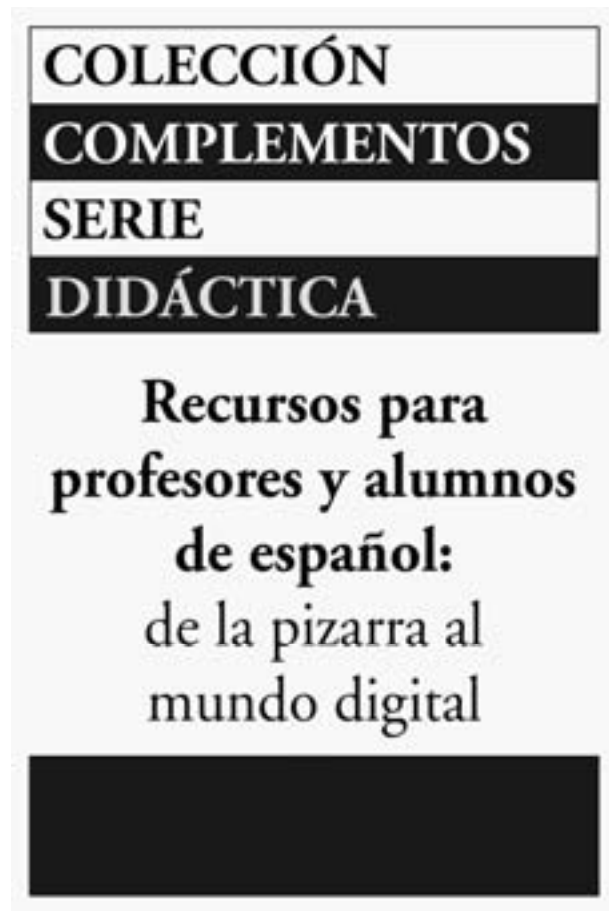 COLECCIÓN
COMPLEMENTOS
SERIE
DIDÁCTICA
Recursos para
profesores y alumnos
de español:
de la pizarra al
mundo digital